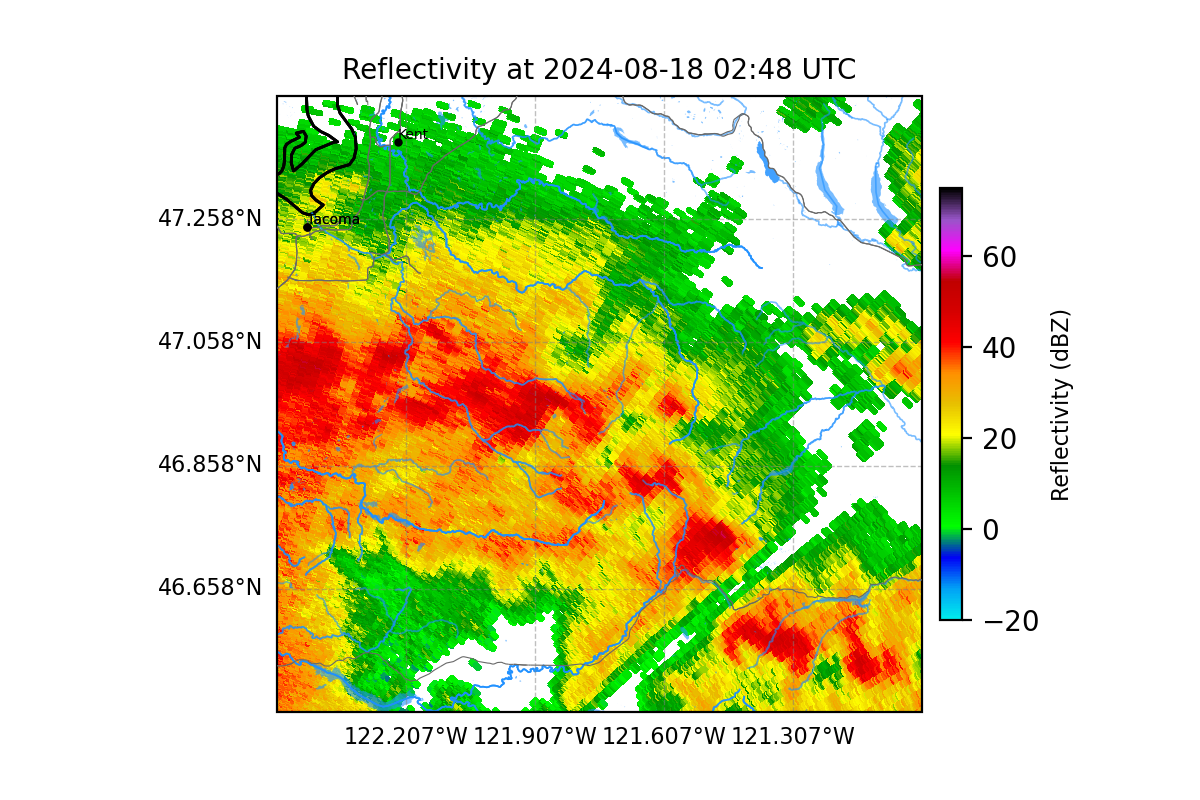 Reflectivity at 2024-08-18 02:48 UTC
Kent
Tacoma
47.258°N
47.058°N
46.858°N
46.658°N
122.207°W 121.907°W 121.607°W 121.307°W
60
40
20
0
−20
Reflectivity (dBZ)